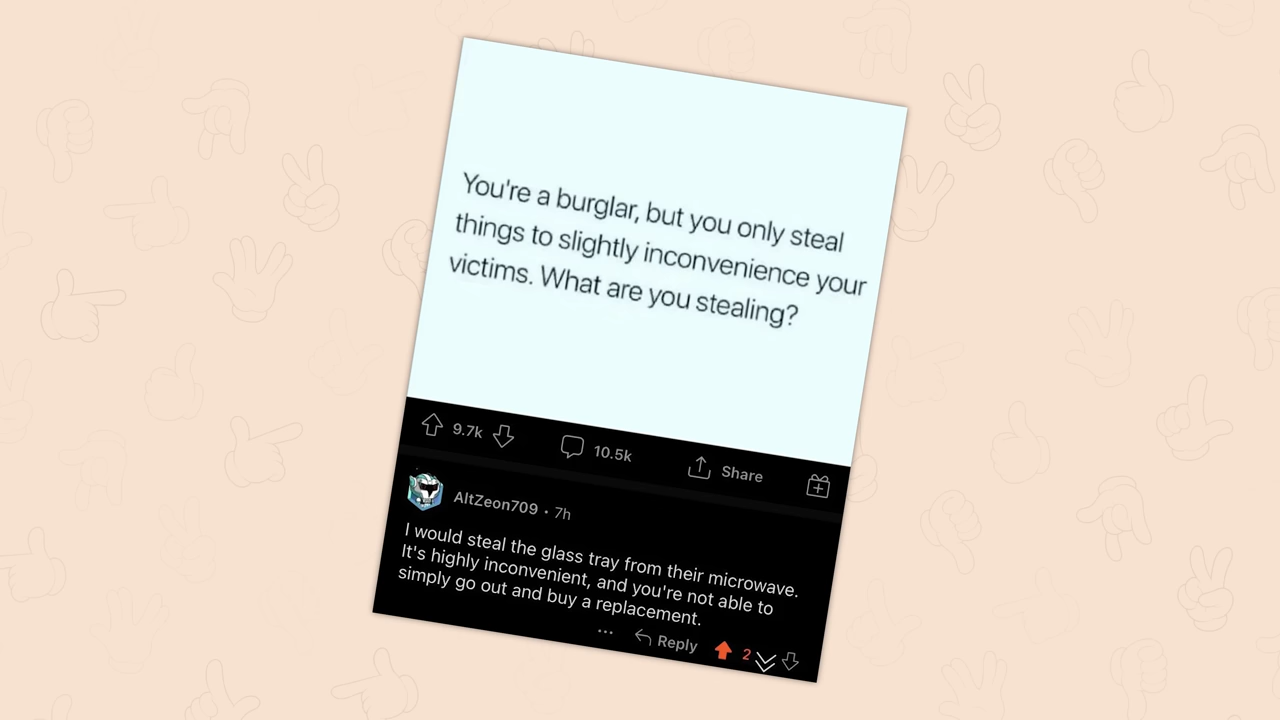 You're a burglar, but you only steal
things to slightly inconvenience your
victims. What are you stealing?
9.7k 10.5k Share
AltZeon709 • 7h
I would steal the glass tray from their microwave.
It's highly inconvenient, and you're not able to
simply go out and buy a replacement.
... Reply 2